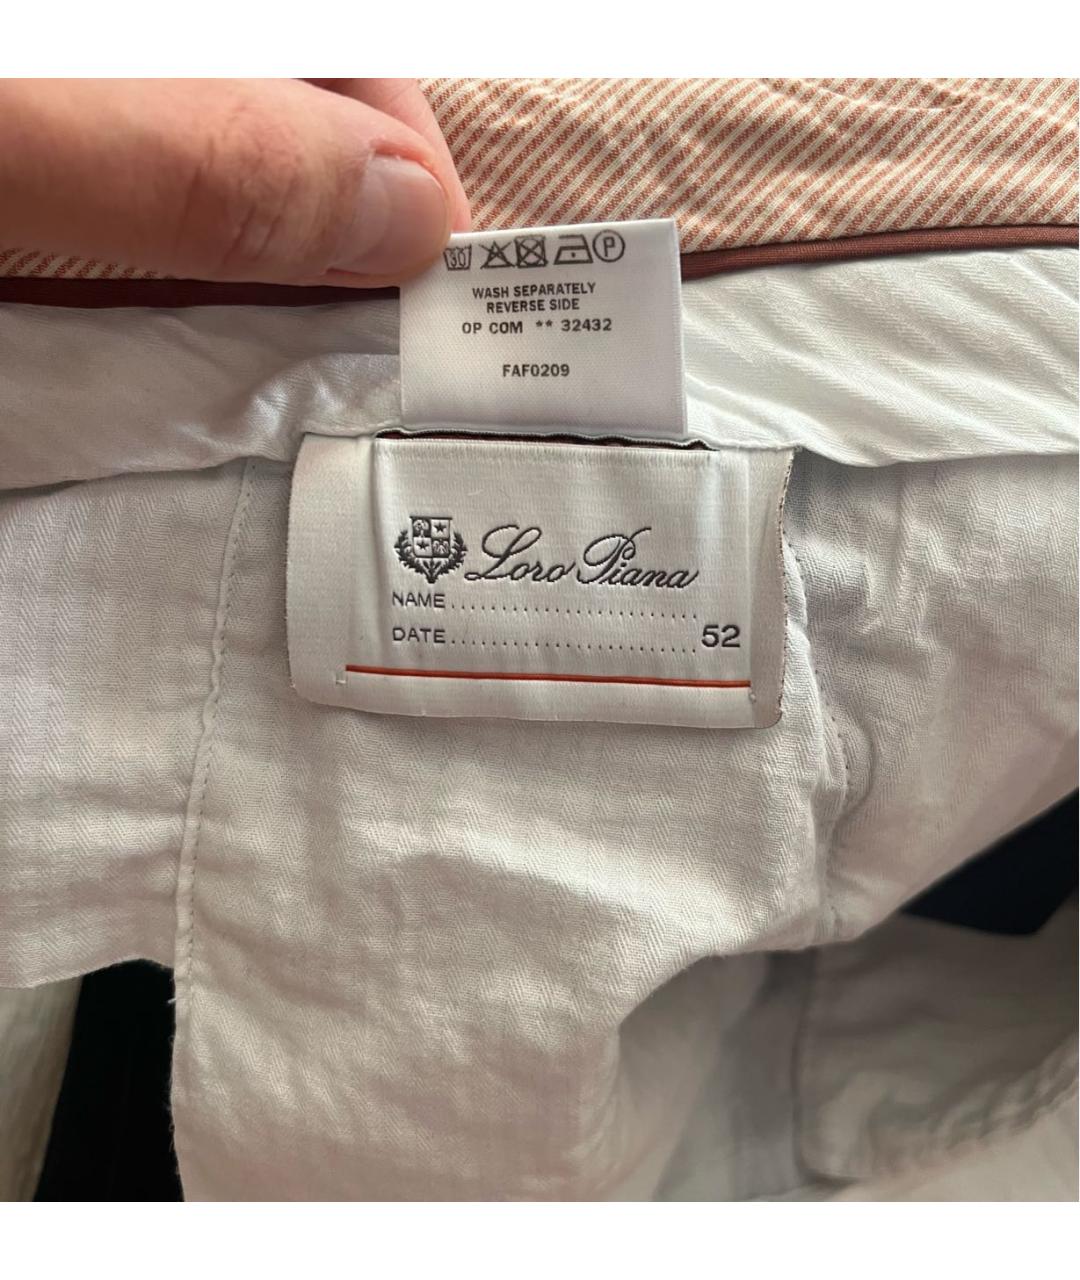 30 P
WASH SEPARATELY
REVERSE SIDE
OP COM ** 32432
FAF0209
Loro Piana
NAME
DATE 52